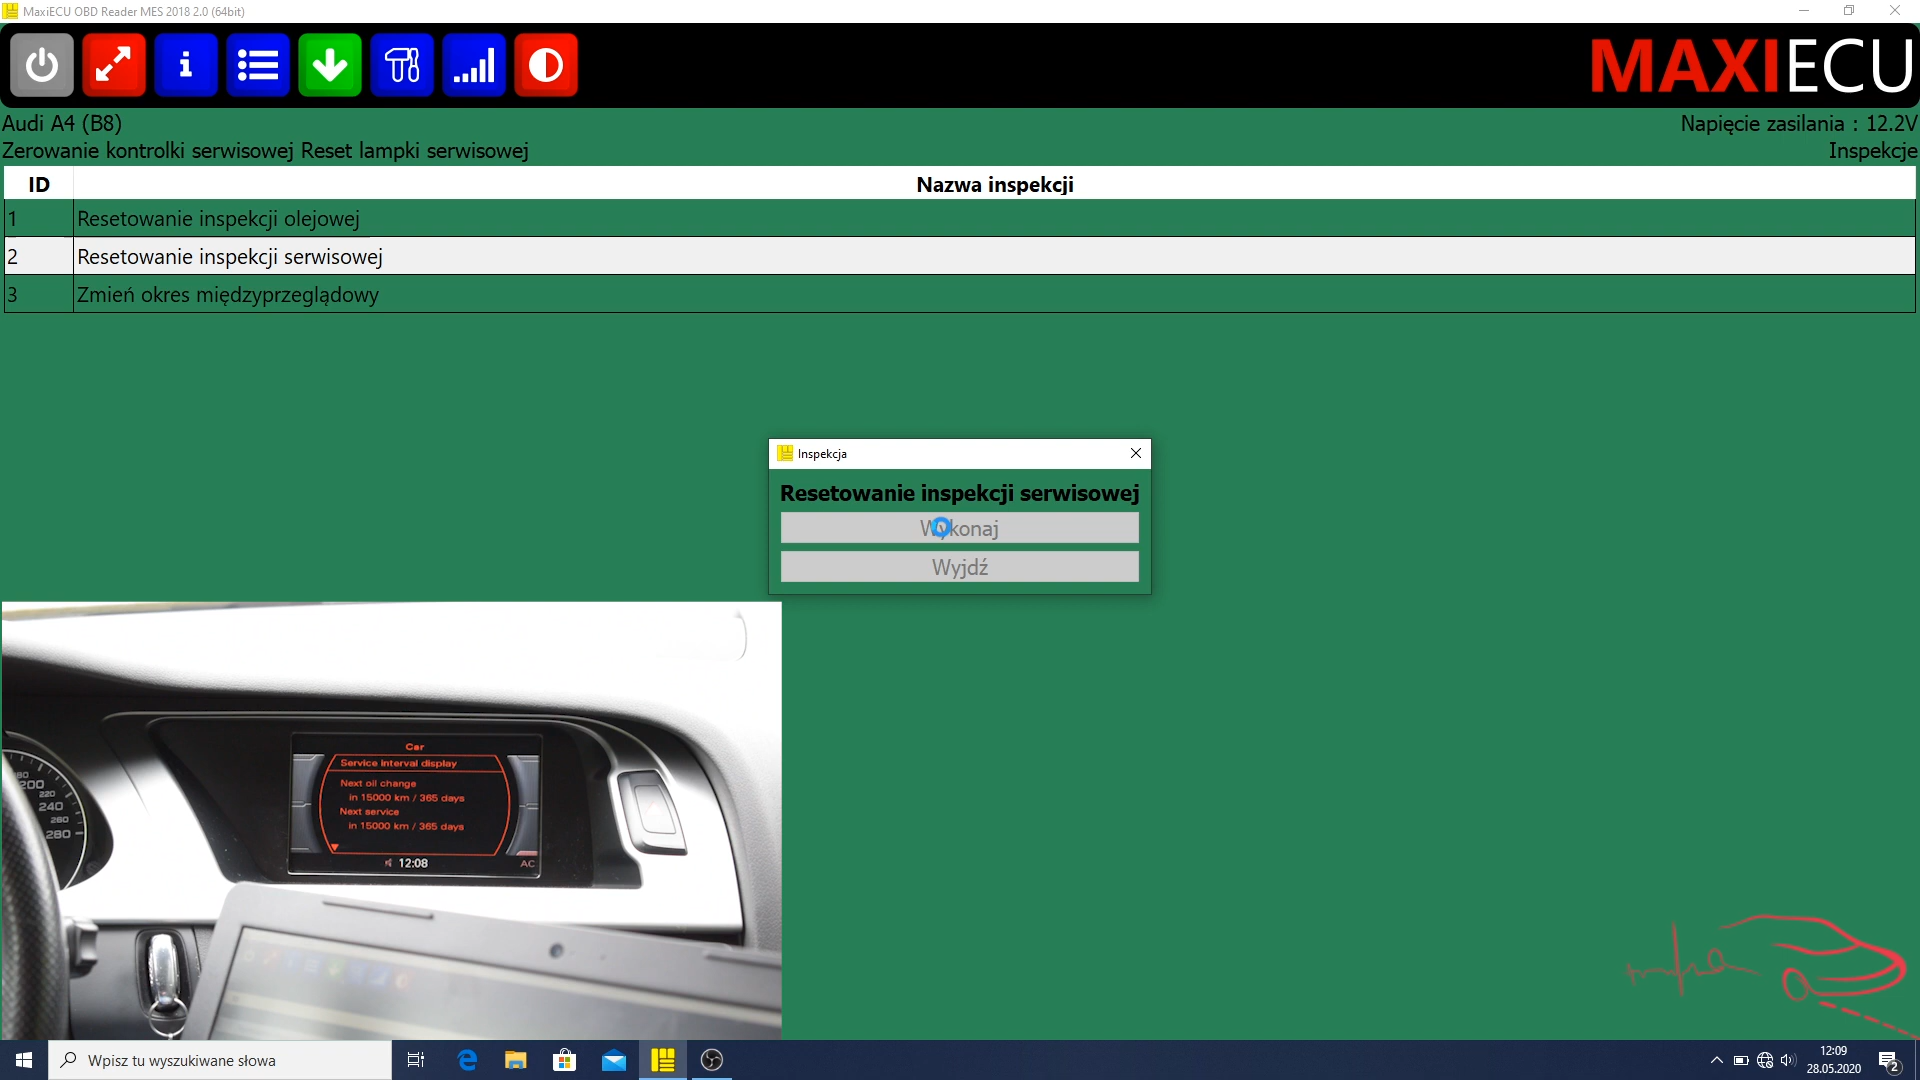 MaxiECU OBD Reader MES 2018 2.0 (64bit)
MAXIECU
Audi A4 (B8)
Napięcie zasilania : 12.2V
Zerowanie kontrolki serwisowej Reset lampki serwisowej
Inspekcje
ID Nazwa inspekcji
1 Resetowanie inspekcji olejowej
2 Resetowanie inspekcji serwisowej
3 Zmień okres międzyprzeglądowy
Inspekcja
Resetowanie inspekcji serwisowej
Wykonaj
Wyjdź
Car
Service interval display
Next oil change
in 15000 km / 365 days
Next service
in 15000 km / 365 days
12:08
AC
200
220
240
260
280
Wpisz tu wyszukiwane słowa
12:09
28.05.2020
2